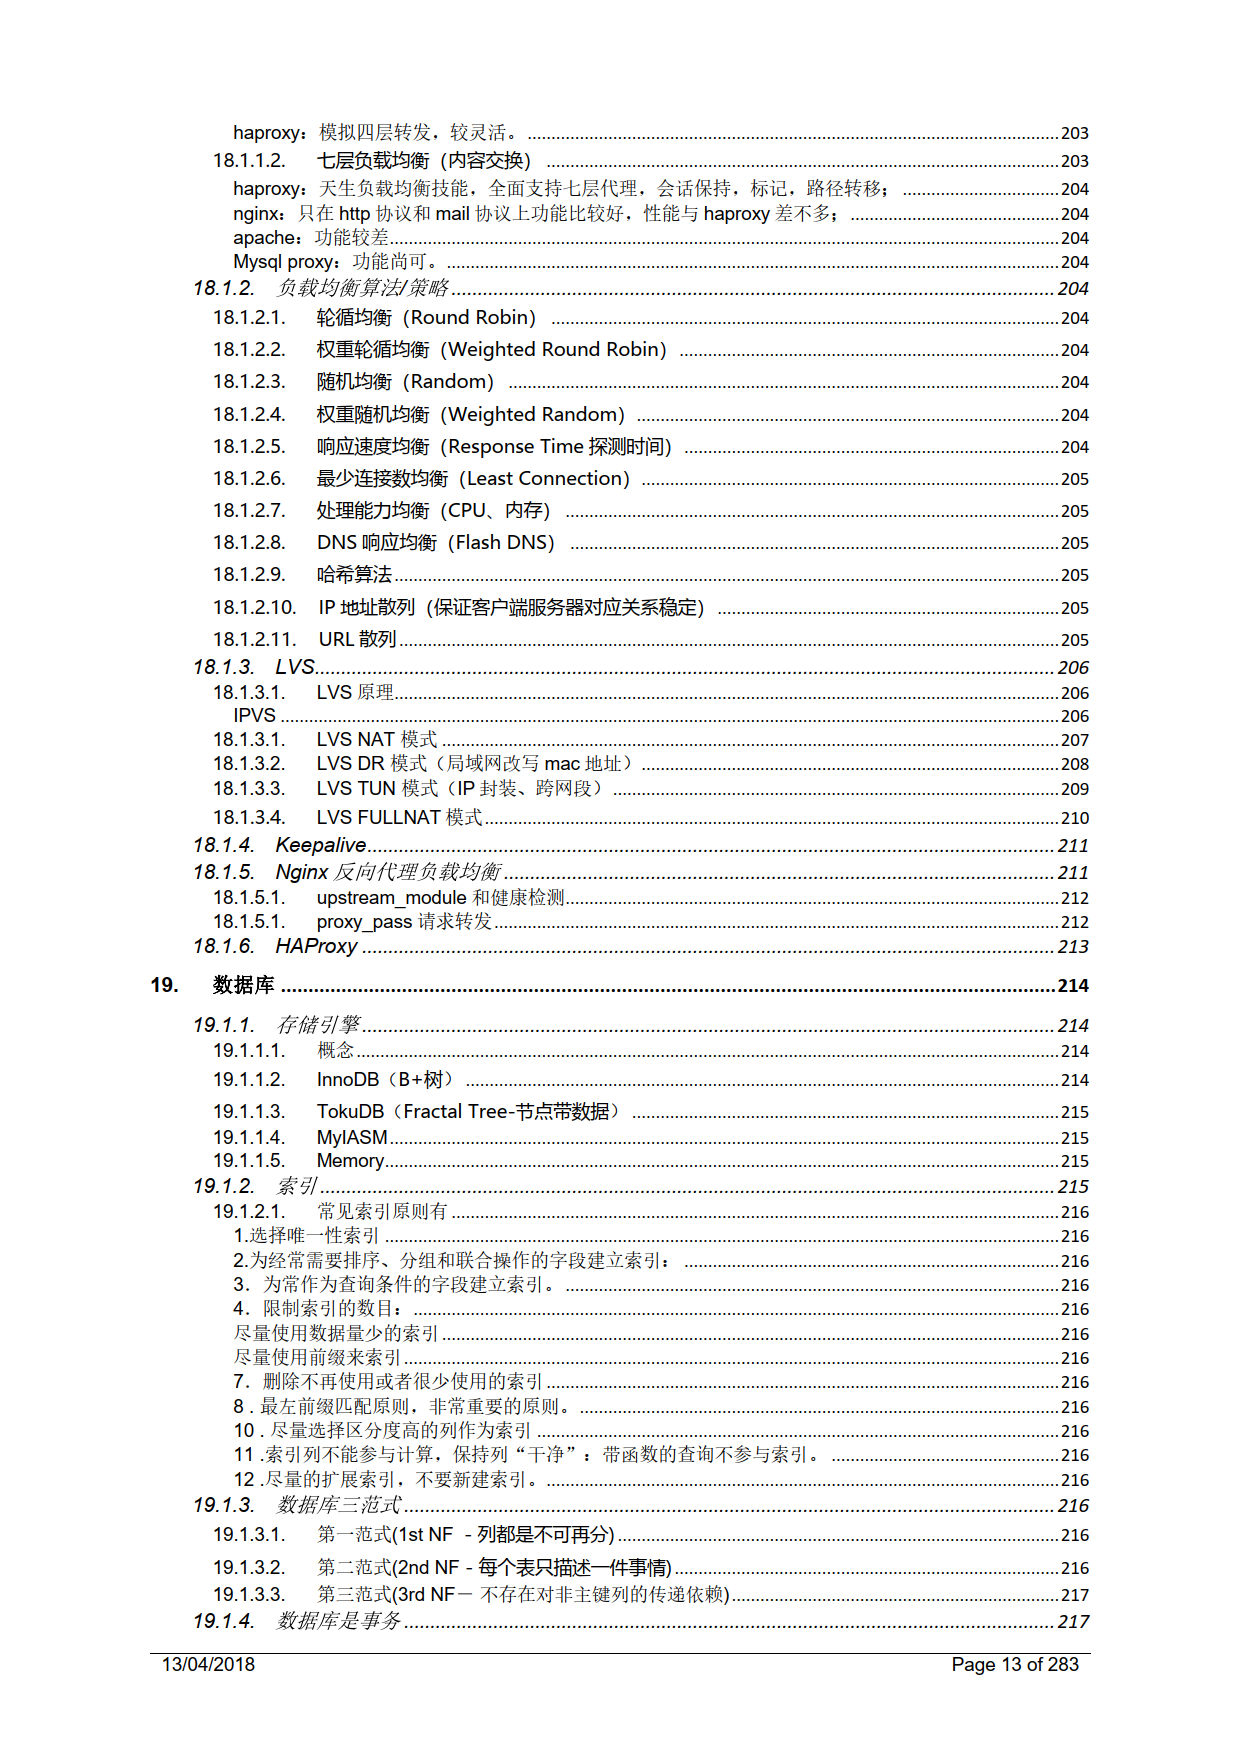 haproxy：模拟四层转发，较灵活。 ........ 203
18.1.1.2. 七层负载均衡（内容交换） ........ 203
haproxy：天生负载均衡技能，全面支持七层代理，会话保持，标记，路径转移； ........ 204
nginx：只在 http 协议和 mail 协议上功能比较好，性能与 haproxy 差不多； ........ 204
apache：功能较差 ........ 204
Mysql proxy：功能尚可。 ........ 204
18.1.2. 负载均衡算法/策略 ........ 204
18.1.2.1. 轮循均衡（Round Robin） ........ 204
18.1.2.2. 权重轮循均衡（Weighted Round Robin） ........ 204
18.1.2.3. 随机均衡（Random） ........ 204
18.1.2.4. 权重随机均衡（Weighted Random） ........ 204
18.1.2.5. 响应速度均衡（Response Time 探测时间） ........ 204
18.1.2.6. 最少连接数均衡（Least Connection） ........ 205
18.1.2.7. 处理能力均衡（CPU、内存） ........ 205
18.1.2.8. DNS 响应均衡（Flash DNS） ........ 205
18.1.2.9. 哈希算法 ........ 205
18.1.2.10. IP 地址散列（保证客户端服务器对应关系稳定） ........ 205
18.1.2.11. URL 散列 ........ 205
18.1.3. LVS ........ 206
18.1.3.1. LVS 原理 ........ 206
IPVS ........ 206
18.1.3.1. LVS NAT 模式 ........ 207
18.1.3.2. LVS DR 模式（局域网改写 mac 地址） ........ 208
18.1.3.3. LVS TUN 模式（IP 封装、跨网段） ........ 209
18.1.3.4. LVS FULLNAT 模式 ........ 210
18.1.4. Keepalive ........ 211
18.1.5. Nginx 反向代理负载均衡 ........ 211
18.1.5.1. upstream_module 和健康检测 ........ 212
18.1.5.1. proxy_pass 请求转发 ........ 212
18.1.6. HAProxy ........ 213
19. 数据库 ........ 214
19.1.1. 存储引擎 ........ 214
19.1.1.1. 概念 ........ 214
19.1.1.2. InnoDB（B+树） ........ 214
19.1.1.3. TokuDB（Fractal Tree-节点带数据） ........ 215
19.1.1.4. MyIASM ........ 215
19.1.1.5. Memory ........ 215
19.1.2. 索引 ........ 215
19.1.2.1. 常见索引原则有 ........ 216
1.选择唯一性索引 ........ 216
2.为经常需要排序、分组和联合操作的字段建立索引： ........ 216
3．为常作为查询条件的字段建立索引。 ........ 216
4．限制索引的数目： ........ 216
尽量使用数据量少的索引 ........ 216
尽量使用前缀来索引 ........ 216
7．删除不再使用或者很少使用的索引 ........ 216
8 . 最左前缀匹配原则，非常重要的原则。 ........ 216
10 . 尽量选择区分度高的列作为索引 ........ 216
11 .索引列不能参与计算，保持列“干净”：带函数的查询不参与索引。 ........ 216
12 .尽量的扩展索引，不要新建索引。 ........ 216
19.1.3. 数据库三范式 ........ 216
19.1.3.1. 第一范式(1st NF - 列都是不可再分) ........ 216
19.1.3.2. 第二范式(2nd NF - 每个表只描述一件事情) ........ 216
19.1.3.3. 第三范式(3rd NF－ 不存在对非主键列的传递依赖) ........ 217
19.1.4. 数据库是事务 ........ 217
13/04/2018 Page 13 of 283